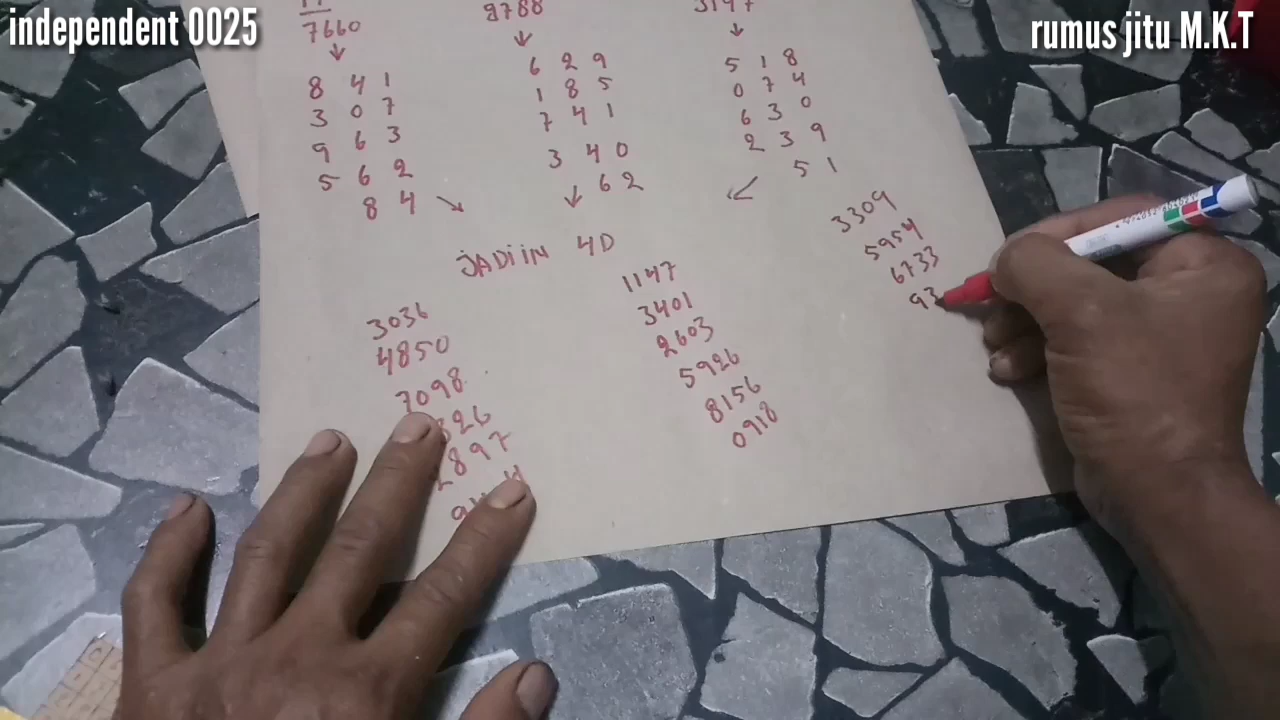 independent 0025
rumus jitu M.K.T
7660
9788
8 4 1
3 0 7
9 6 3
5 6 2
8 4
6 2 9
1 8 5
7 4 1
3 4 0
6 2
5 1 8
0 7 4
6 3 0
2 3 9
5 1
JADIIN 4D
3036
4850
7098
2897
1147
3401
2603
5926
8156
0918
3309
5954
6733
93